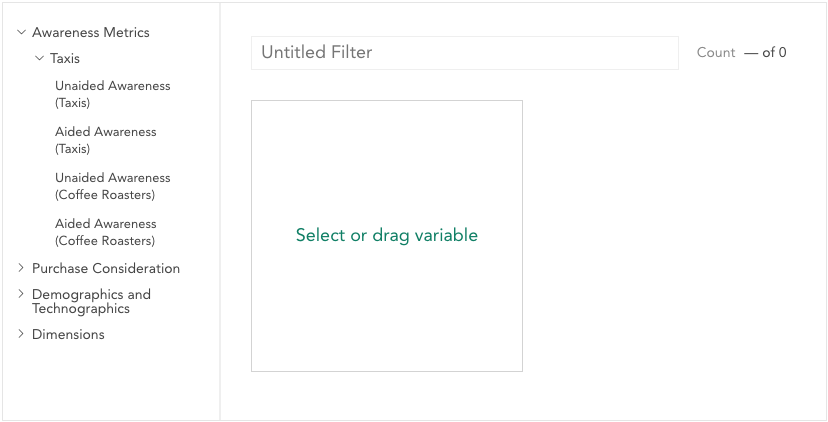 Awareness Metrics
Taxis
Unaided Awareness
(Taxis)
Aided Awareness
(Taxis)
Unaided Awareness
(Coffee Roasters)
Aided Awareness
(Coffee Roasters)
Purchase Consideration
Demographics and
Technographics
Dimensions
Untitled Filter
Count — of 0
Select or drag variable